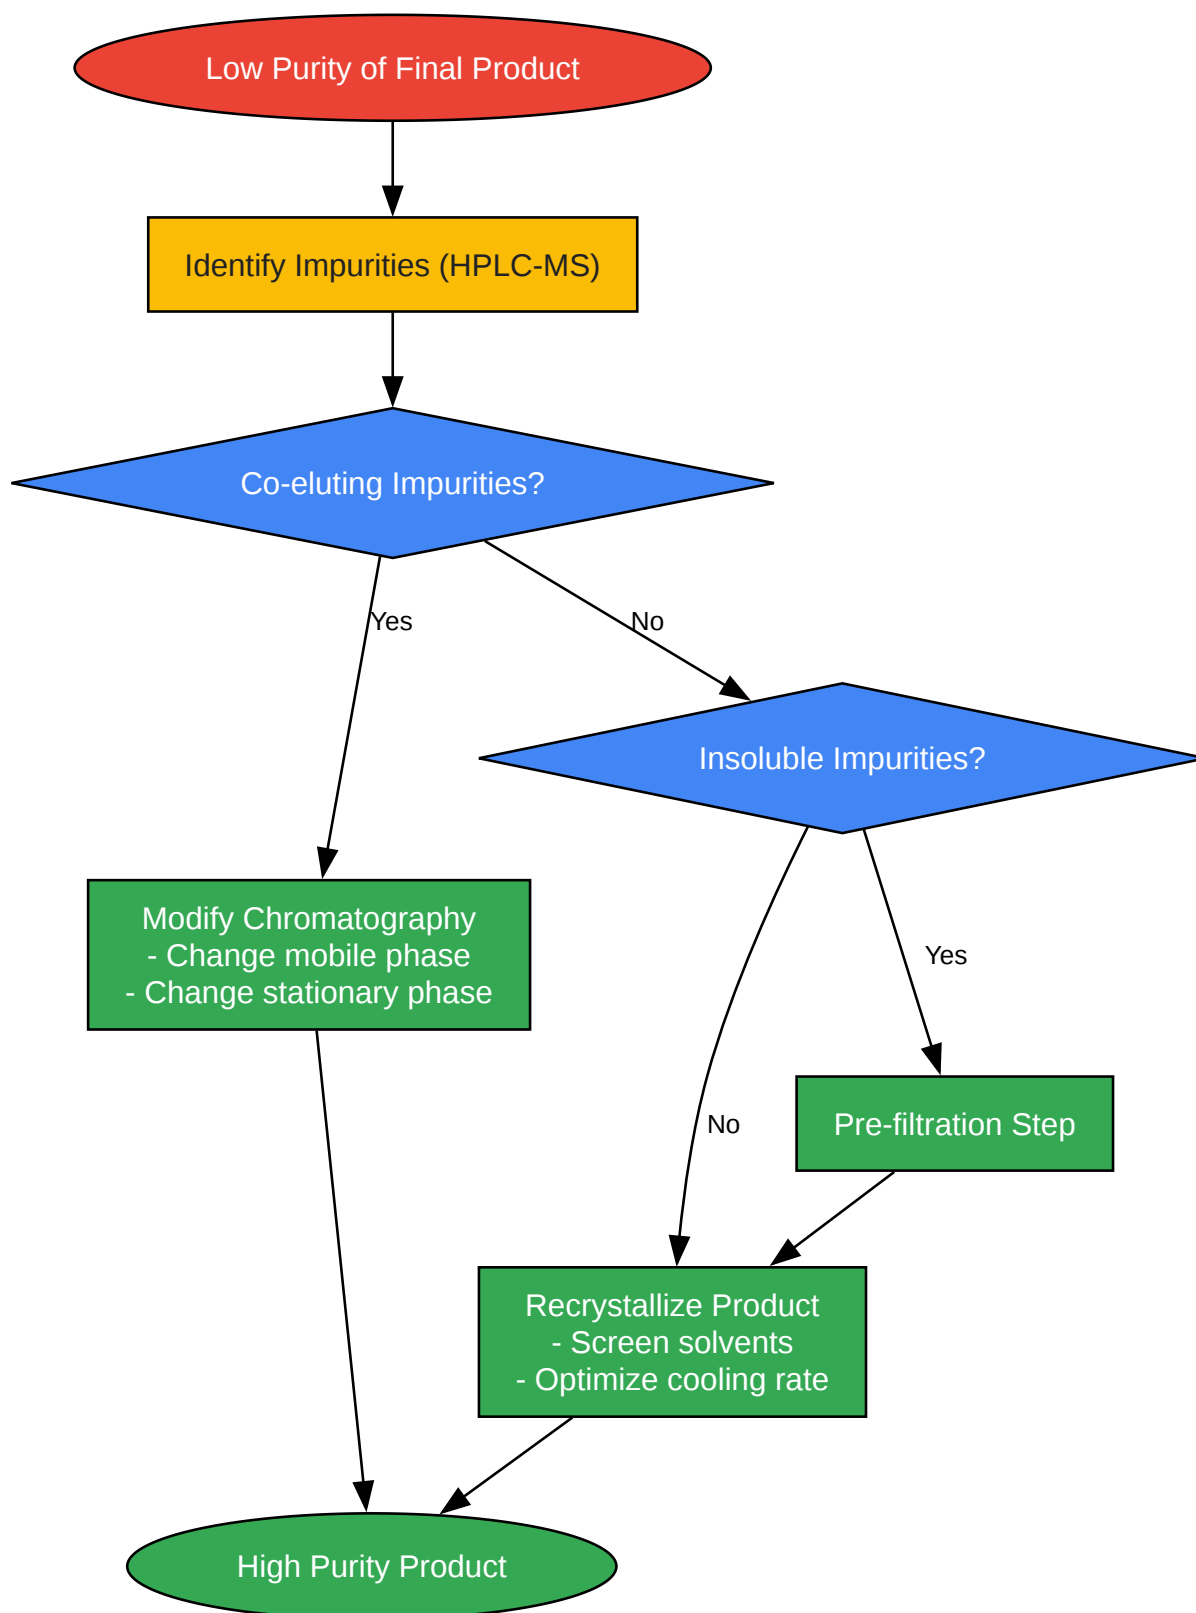 Low Purity of Final Product
Identify Impurities (HPLC-MS)
Co-eluting Impurities?
Yes
No
Insoluble Impurities?
Modify Chromatography
- Change mobile phase
- Change stationary phase
Yes
No
Pre-filtration Step
Recrystallize Product
- Screen solvents
- Optimize cooling rate
High Purity Product